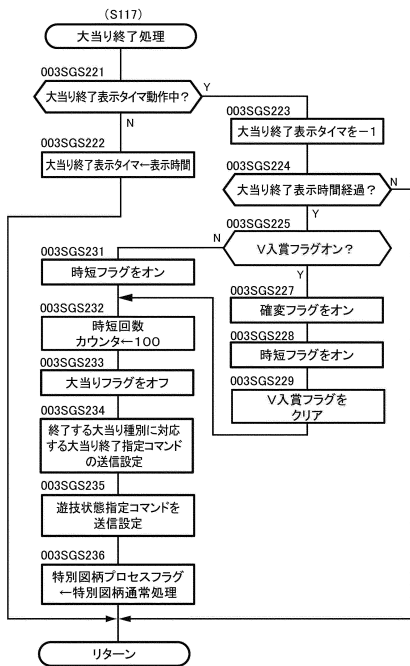 (S117)
大当り終了処理
003SGS221
大当り終了表示タイマ動作中？
Y
N
003SGS222
大当り終了表示タイマ←表示時間
003SGS223
大当り終了表示タイマを－1
003SGS224
大当り終了表示時間経過？
N
Y
003SGS225
V入賞フラグオン？
N
Y
003SGS227
確変フラグをオン
003SGS228
時短フラグをオン
003SGS229
V入賞フラグを
クリア
003SGS231
時短フラグをオン
003SGS232
時短回数
カウンタ←100
003SGS233
大当りフラグをオフ
003SGS234
終了する大当り種別に対応
する大当り終了指定コマンド
の送信設定
003SGS235
遊技状態指定コマンドを
送信設定
003SGS236
特別図柄プロセスフラグ
←特別図柄通常処理
リターン